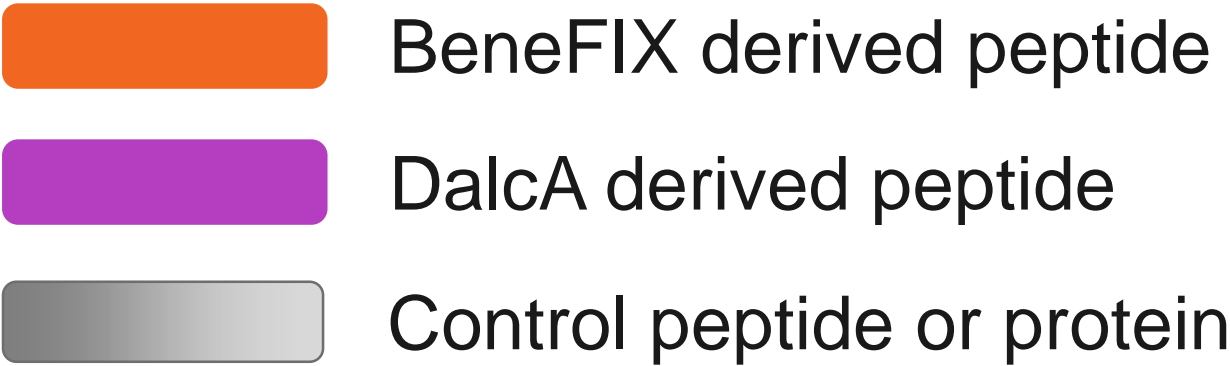 BeneFIX derived peptide
DalcA derived peptide
Control peptide or protein